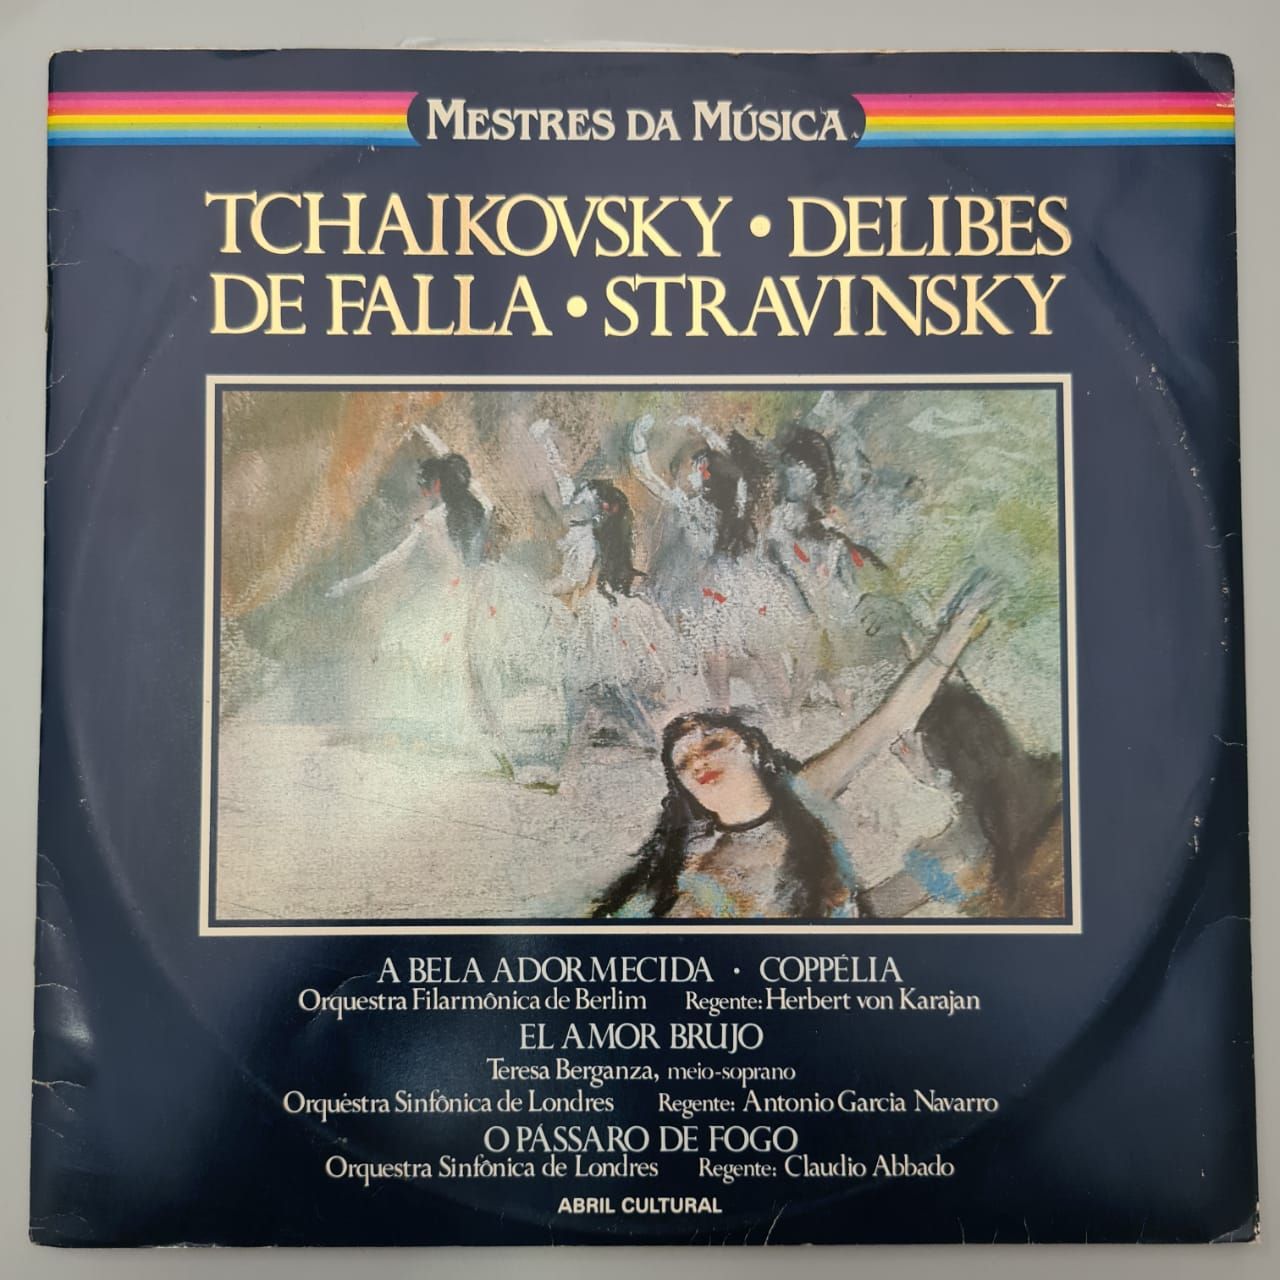 MESTRES DA MÚSICA
TCHAIKOVSKY • DELIBES
DE FALLA • STRAVINSKY
A BELA ADORMECIDA • COPPÉLIA
Orquestra Filarmônica de Berlim Regente: Herbert von Karajan
EL AMOR BRUJO
Teresa Berganza, meio-soprano
Orquestra Sinfônica de Londres Regente: Antonio Garcia Navarro
O PÁSSARO DE FOGO
Orquestra Sinfônica de Londres Regente: Claudio Abbado
ABRIL CULTURAL